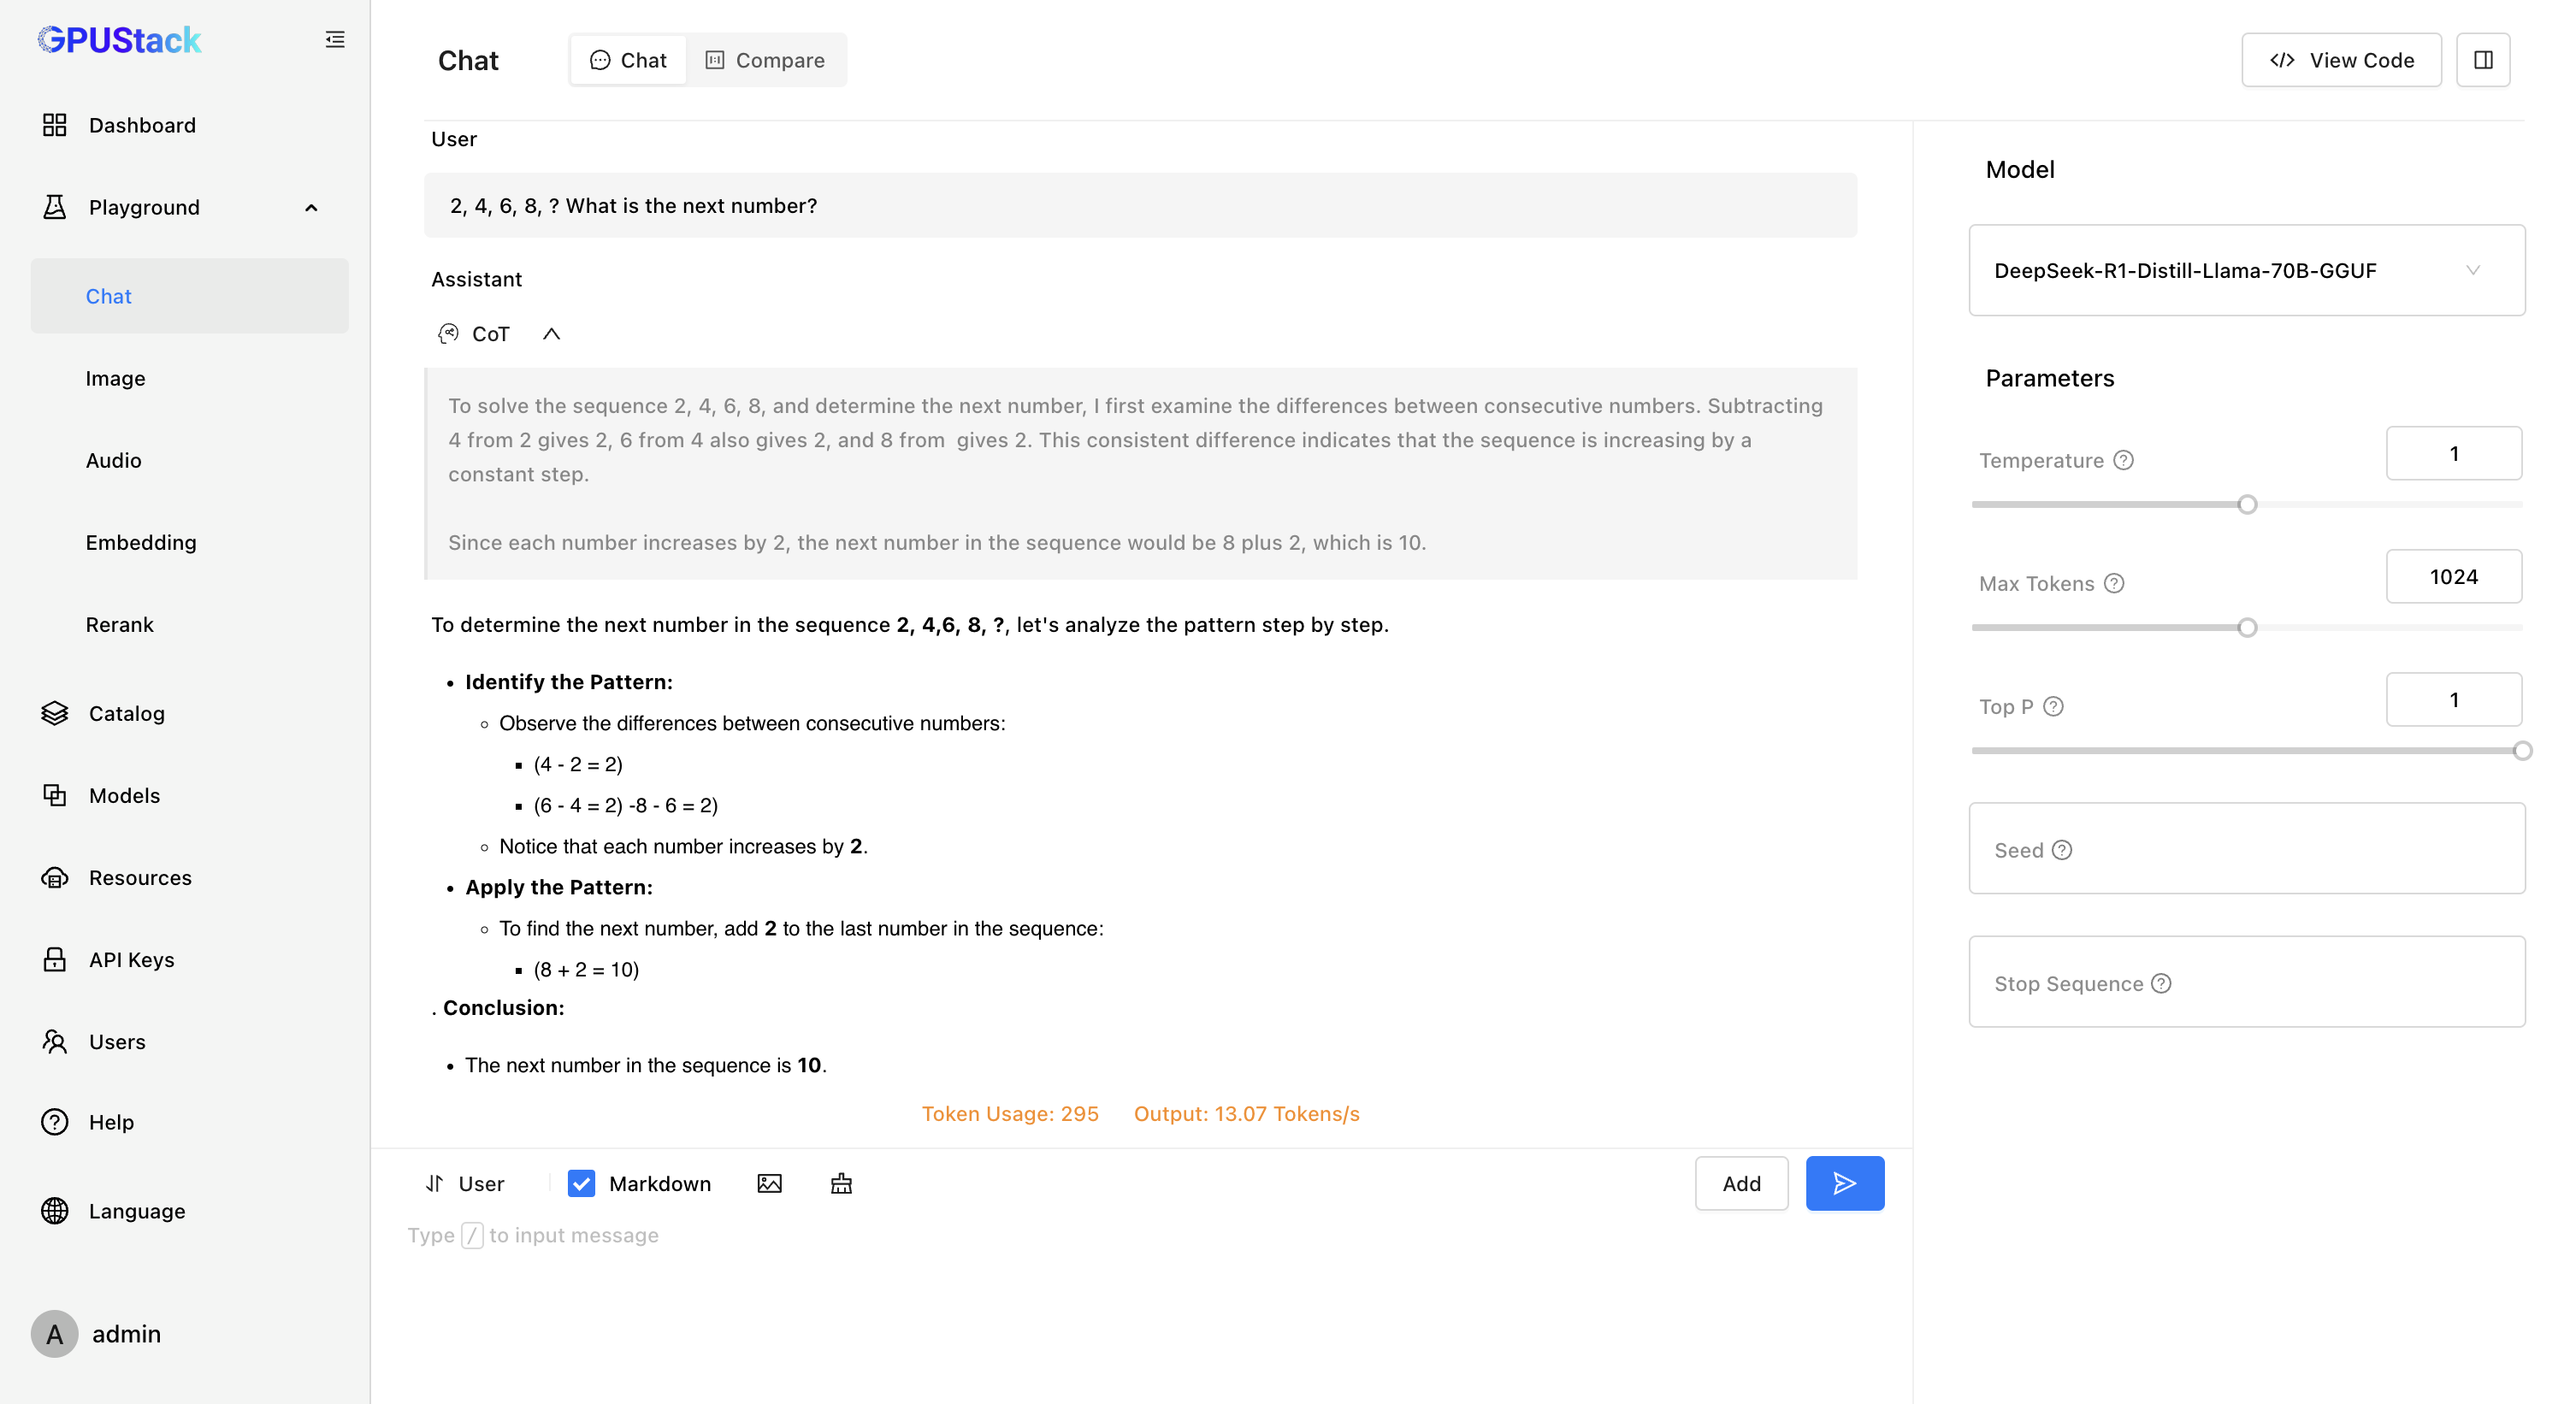 GPUStack
Dashboard
Playground
Chat
Image
Audio
Embedding
Rerank
Catalog
Models
Resources
API Keys
Users
Help
Language
A admin
Chat
Chat Compare
View Code
User
2, 4, 6, 8, ? What is the next number?
Assistant
CoT
To solve the sequence 2, 4, 6, 8, and determine the next number, I first examine the differences between consecutive numbers. Subtracting
4 from 2 gives 2, 6 from 4 also gives 2, and 8 from gives 2. This consistent difference indicates that the sequence is increasing by a
constant step.
Since each number increases by 2, the next number in the sequence would be 8 plus 2, which is 10.
To determine the next number in the sequence 2, 4,6, 8, ?, let's analyze the pattern step by step.
• Identify the Pattern:
◦ Observe the differences between consecutive numbers:
▪ (4 - 2 = 2)
▪ (6 - 4 = 2) -8 - 6 = 2)
◦ Notice that each number increases by 2.
• Apply the Pattern:
◦ To find the next number, add 2 to the last number in the sequence:
▪ (8 + 2 = 10)
. Conclusion:
• The next number in the sequence is 10.
Token Usage: 295 Output: 13.07 Tokens/s
User Markdown Add
Type / to input message
Model
DeepSeek-R1-Distill-Llama-70B-GGUF
Parameters
Temperature ? 1
Max Tokens ? 1024
Top P ? 1
Seed ?
Stop Sequence ?